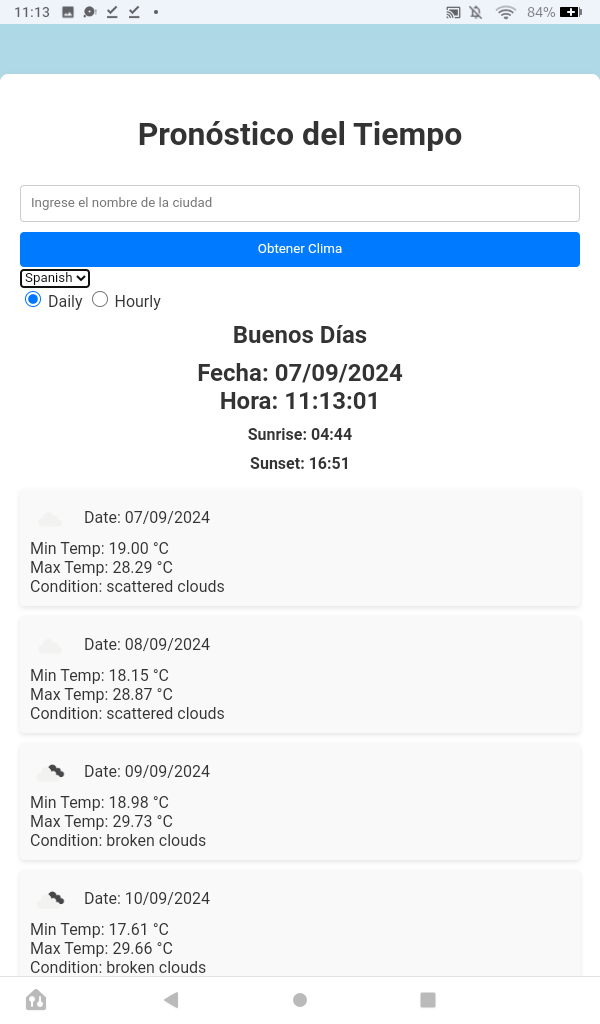 11:13
84%
Pronóstico del Tiempo
Ingrese el nombre de la ciudad
Obtener Clima
Spanish
Daily Hourly
Buenos Días
Fecha: 07/09/2024
Hora: 11:13:01
Sunrise: 04:44
Sunset: 16:51
Date: 07/09/2024
Min Temp: 19.00 °C
Max Temp: 28.29 °C
Condition: scattered clouds
Date: 08/09/2024
Min Temp: 18.15 °C
Max Temp: 28.87 °C
Condition: scattered clouds
Date: 09/09/2024
Min Temp: 18.98 °C
Max Temp: 29.73 °C
Condition: broken clouds
Date: 10/09/2024
Min Temp: 17.61 °C
Max Temp: 29.66 °C
Condition: broken clouds